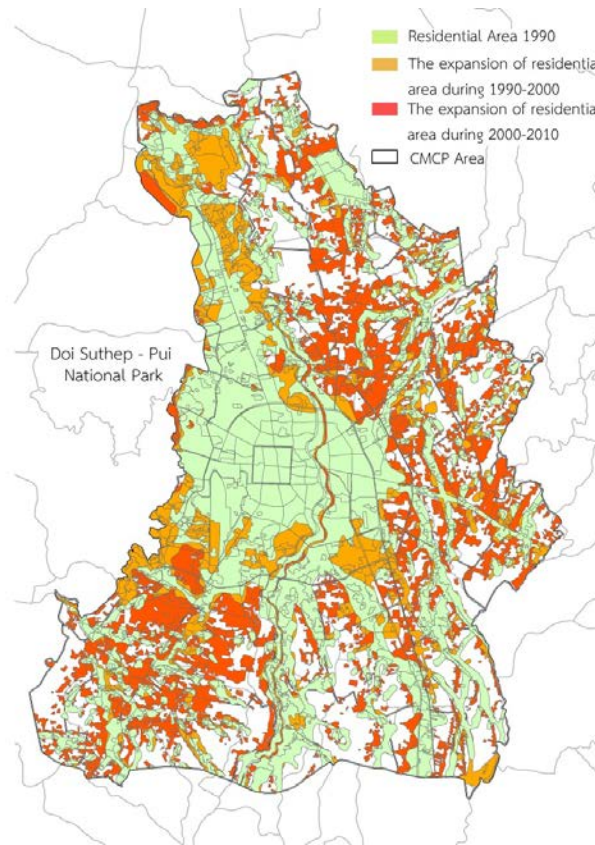 Residential Area 1990
The expansion of residentia
area during 1990-2000
The expansion of residentia
area during 2000-2010
CMCP Area
Doi Suthep - Pui
National Park